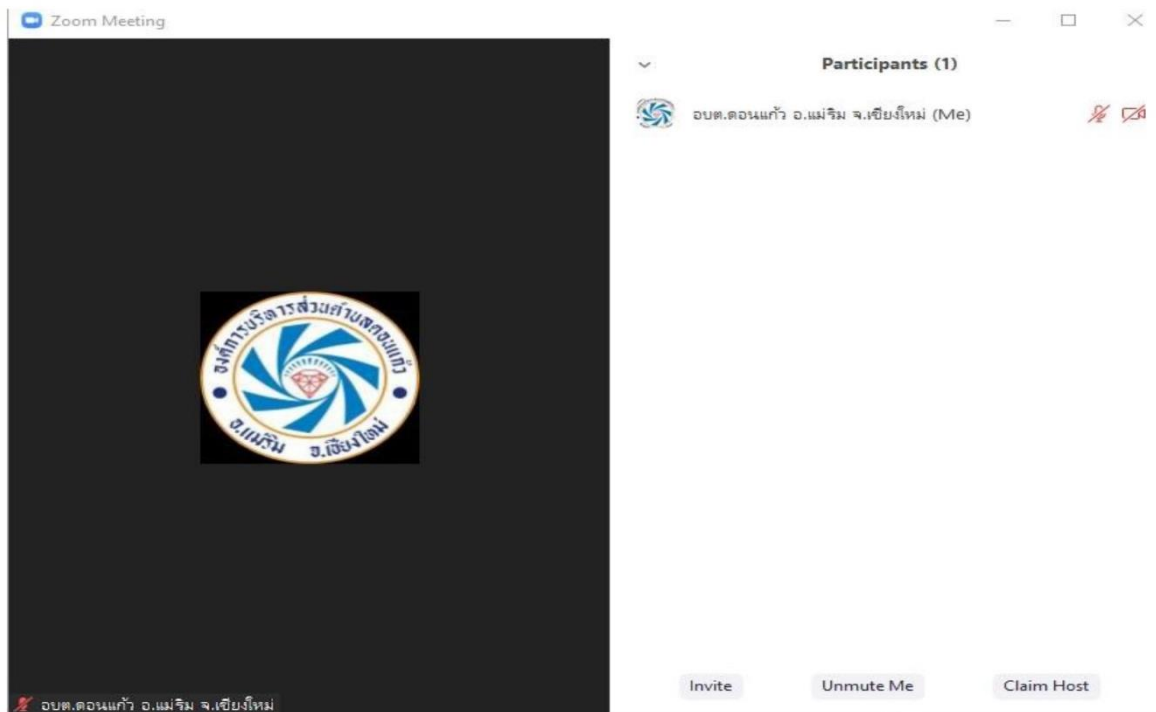 Zoom Meeting
Participants (1)
อบต.ดอนแก้ว อ.แม่ริม จ.เชียงใหม่ (Me)
องค์การบริหารส่วนตำบลดอนแก้ว
อ.แม่ริม จ.เชียงใหม่
Invite Unmute Me Claim Host
อบต.ดอนแก้ว อ.แม่ริม จ.เชียงใหม่